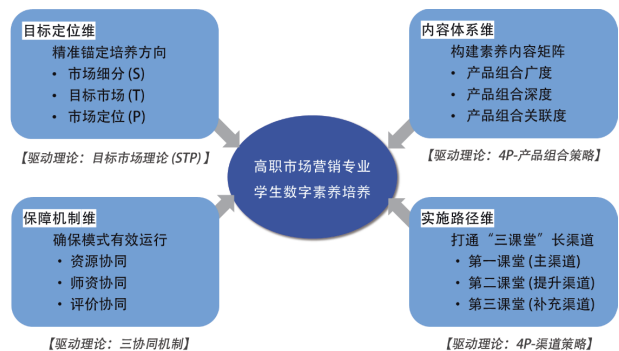 目标定位维
精准锚定培养方向
• 市场细分 (S)
• 目标市场 (T)
• 市场定位 (P)
【驱动理论：目标市场理论 (STP) 】
内容体系维
构建素养内容矩阵
• 产品组合广度
• 产品组合深度
• 产品组合关联度
【驱动理论：4P-产品组合策略】
高职市场营销专业
学生数字素养培养
保障机制维
确保模式有效运行
• 资源协同
• 师资协同
• 评价协同
【驱动理论：三协同机制】
实施路径维
打通“三课堂”长渠道
• 第一课堂 (主渠道)
• 第二课堂 (提升渠道)
• 第三课堂 (补充渠道)
【驱动理论：4P-渠道策略】